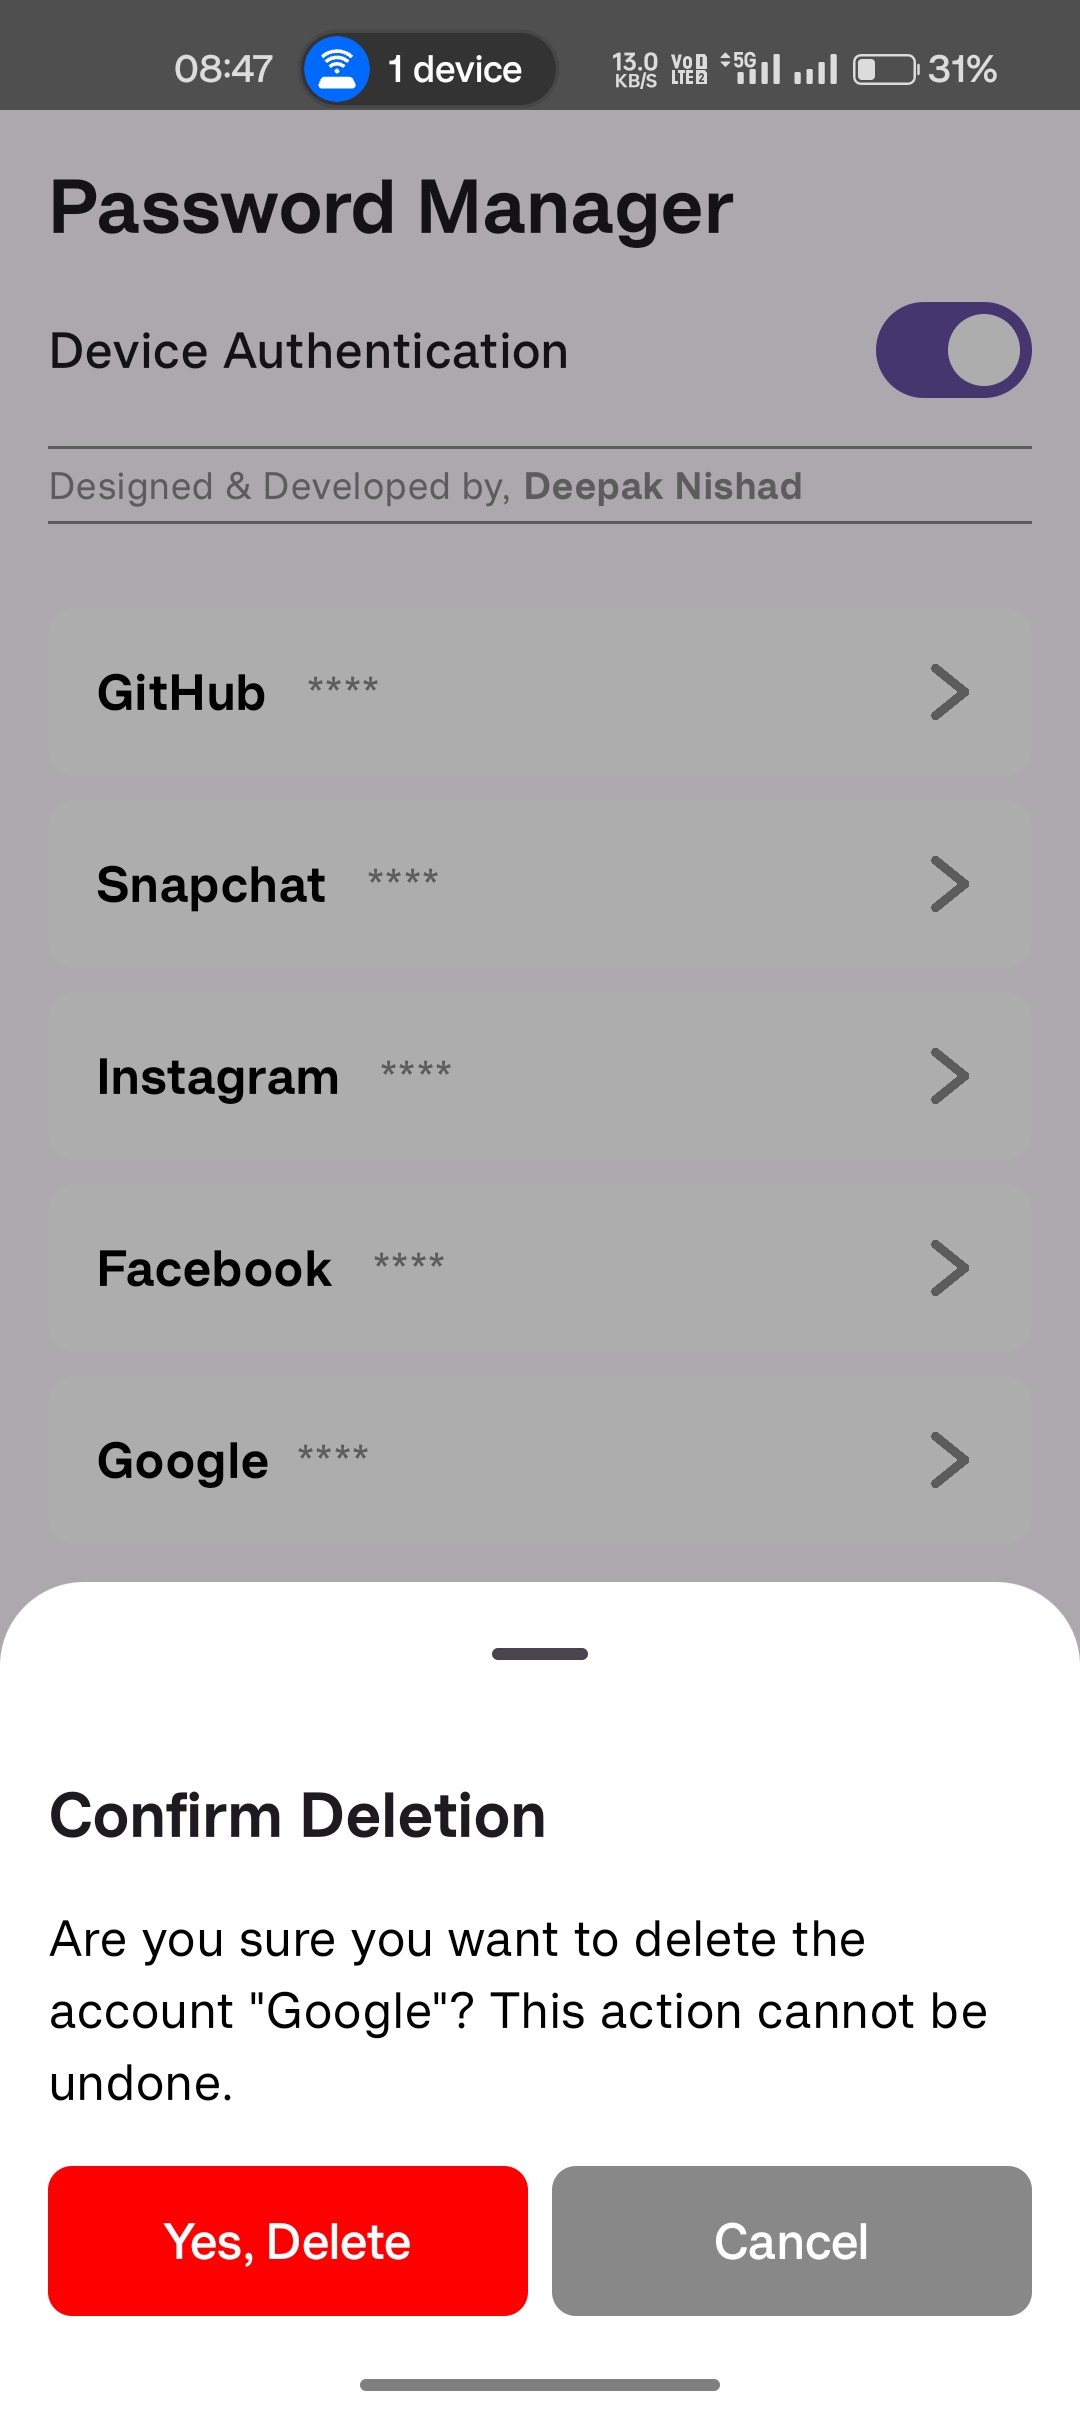 08:47 1 device 13.0 KB/S VoD LTE 2 5G 31%
Password Manager
Device Authentication
Designed & Developed by, Deepak Nishad
GitHub ****
Snapchat ****
Instagram ****
Facebook ****
Google ****
Confirm Deletion
Are you sure you want to delete the
account "Google"? This action cannot be
undone.
Yes, Delete Cancel